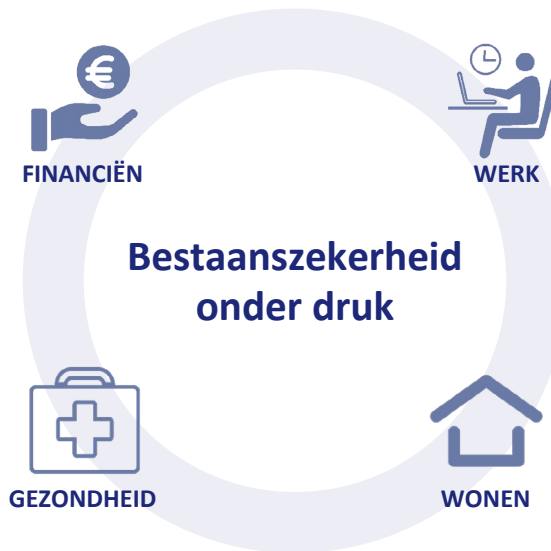 FINANCIËN
WERK
Bestaanszekerheid
onder druk
GEZONDHEID
WONEN